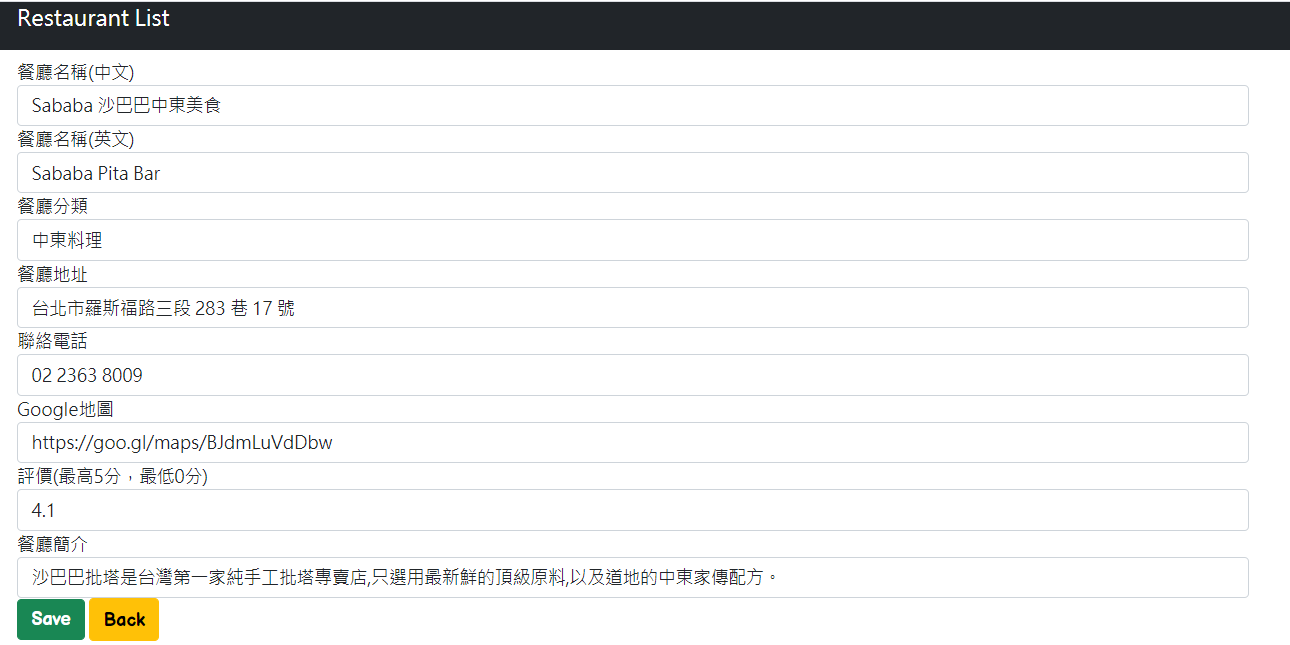 Restaurant List
餐廳名稱(中文)
Sababa 沙巴巴中東美食
餐廳名稱(英文)
Sababa Pita Bar
餐廳分類
中東料理
餐廳地址
台北市羅斯福路三段 283 巷 17 號
聯絡電話
02 2363 8009
Google地圖
https://goo.gl/maps/BJdmLuVdDbw
評價(最高5分，最低0分)
4.1
餐廳簡介
沙巴巴批塔是台灣第一家純手工批塔專賣店,只選用最新鮮的頂級原料,以及道地的中東家傳配方。
Save Back